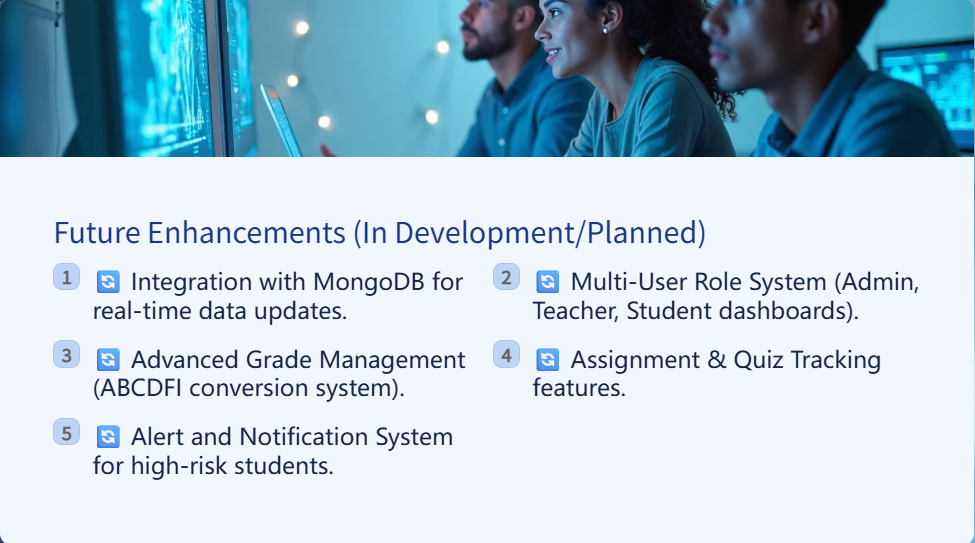 Future Enhancements (In Development/Planned)
1 🔄 Integration with MongoDB for
real-time data updates.
2 🔄 Multi-User Role System (Admin,
Teacher, Student dashboards).
3 🔄 Advanced Grade Management
(ABCDFI conversion system).
4 🔄 Assignment & Quiz Tracking
features.
5 🔄 Alert and Notification System
for high-risk students.